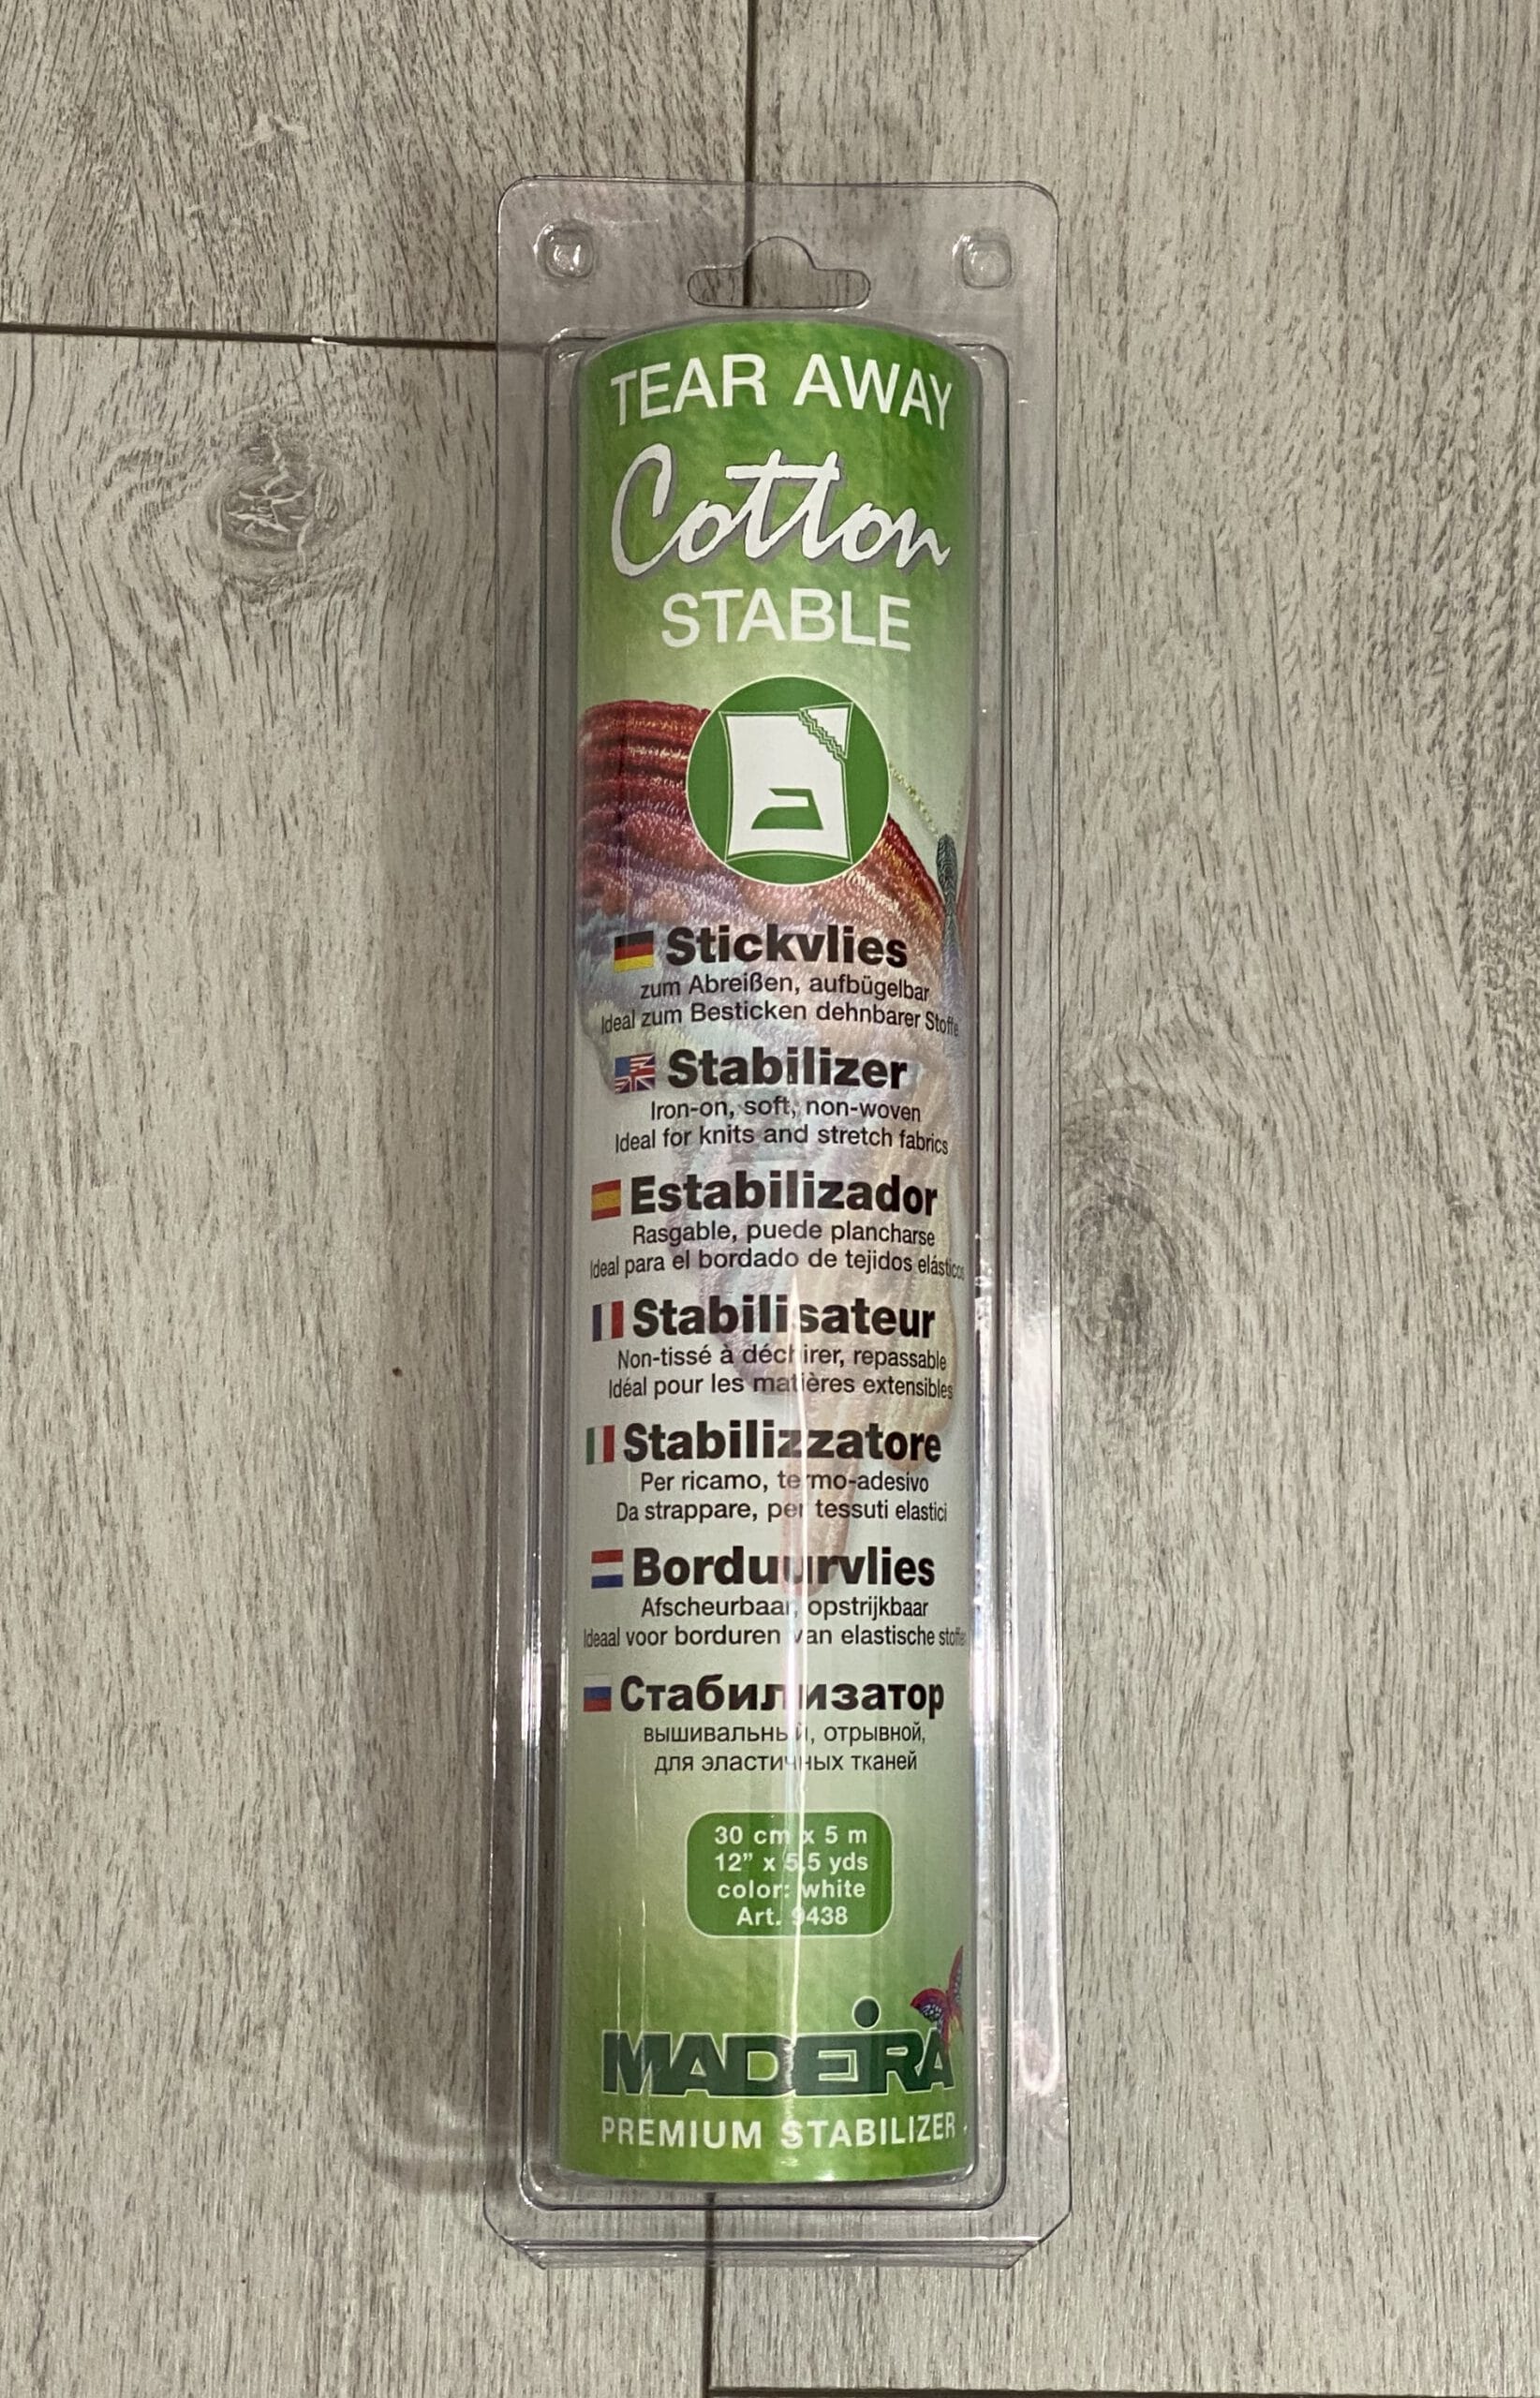 TEAR AWAY
Cotton
STABLE
Stickvlies
zum Abreißen, aufbügelbar
Ideal zum Besticken dehnbarer Stoffe
Stabilizer
Iron-on, soft, non-woven
Ideal for knits and stretch fabrics
Estabilizador
Rasgable, puede plancharse
Ideal para el bordado de tejidos elásticos
Stabilisateur
Non-tissé à déchirer, repassable
Idéal pour les matières extensibles
Stabilizzatore
Per ricamo, termo-adesivo
Da strappare, per tessuti elastici
Borduurvlies
Afscheurbaar, opstrijkbaar
Ideaal voor borduren van elastische stoffen
Стабилизатор
вышивальный, отрывной,
для эластичных тканей
30 cm x 5 m
12” x 5,5 yds
color: white
Art. 9438
MADEIRA
PREMIUM STABILIZER